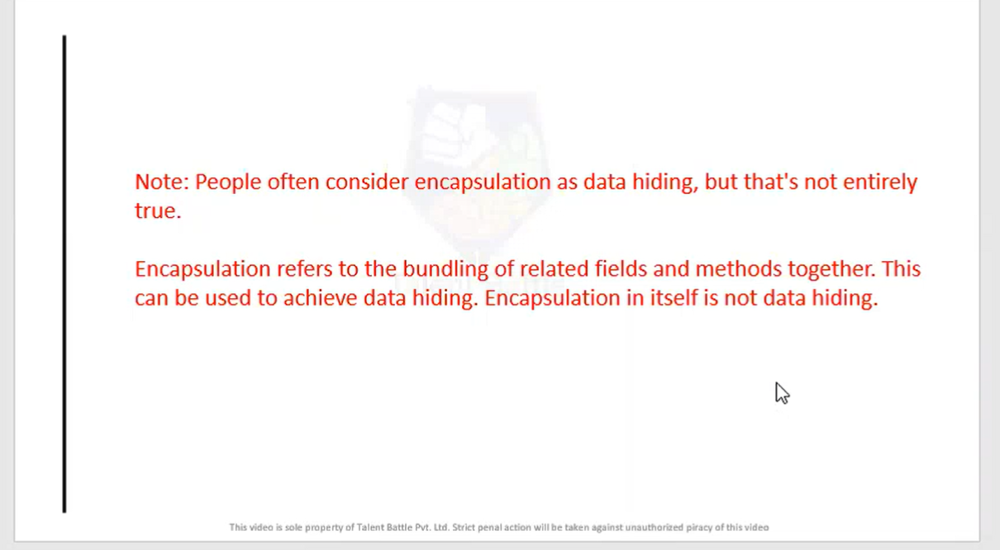 Note: People often consider encapsulation as data hiding, but that's not entirely
true.
Encapsulation refers to the bundling of related fields and methods together. This
can be used to achieve data hiding. Encapsulation in itself is not data hiding.
This video is sole property of Talent Battle Pvt. Ltd. Strict penal action will be taken against unauthorized piracy of this video